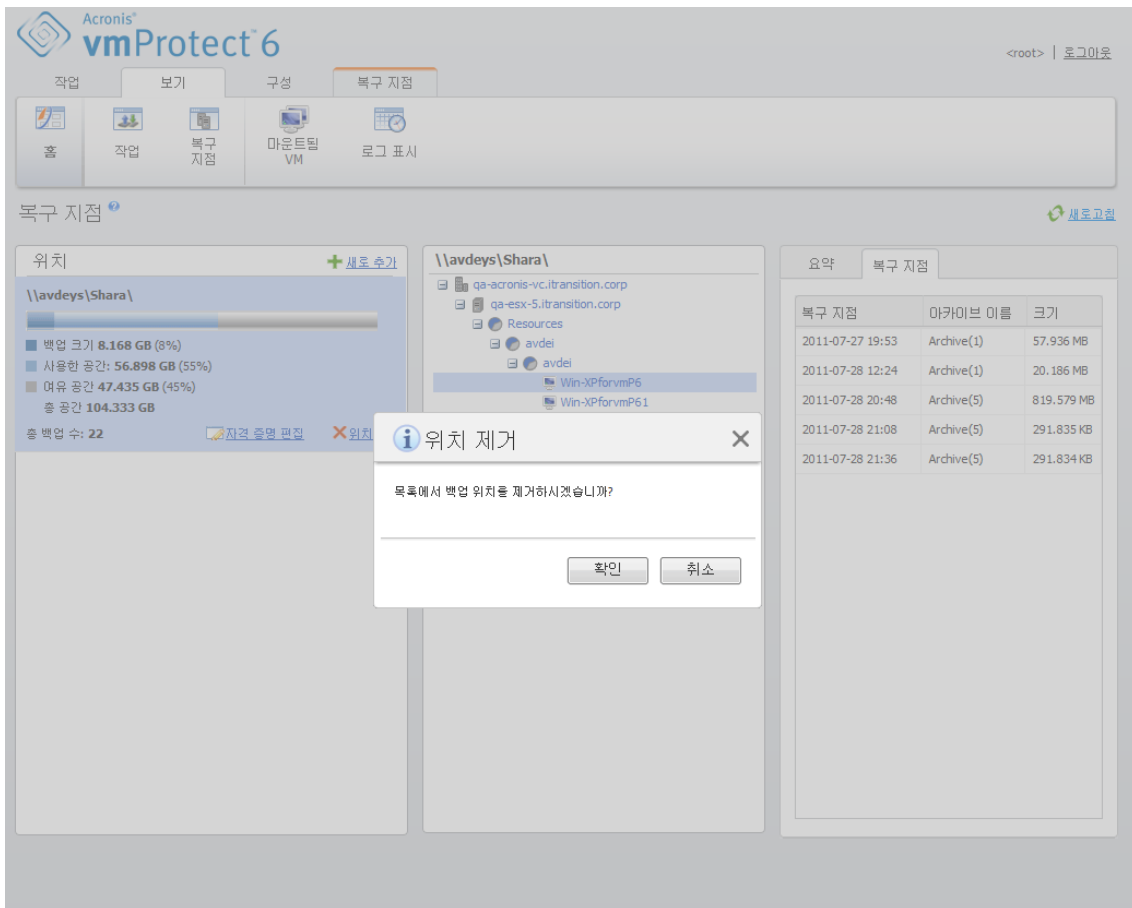 Acronis®
vmProtect™ 6
<root> | 로그아웃
작업 보기 구성 복구 지점
홈 작업 복구 지점 마운트됨 VM 로그 표시
복구 지점
새로고침
위치 새로 추가
\\avdeys\Shara\
백업 크기 8.168 GB (8%)
사용한 공간: 56.898 GB (55%)
여유 공간 47.435 GB (45%)
총 공간 104.333 GB
총 백업 수: 22 자격 증명 편집 위치
\\avdeys\Shara\
qa-acronis-vc.itransition.corp
qa-esx-5.itransition.corp
Resources
avdei
avdei
Win-XPforvmP6
Win-XPforvmP61
요약 복구 지점
복구 지점 아카이브 이름 크기
2011-07-27 19:53 Archive(1) 57.936 MB
2011-07-28 12:24 Archive(1) 20.186 MB
2011-07-28 20:48 Archive(5) 819.579 MB
2011-07-28 21:08 Archive(5) 291.835 KB
2011-07-28 21:36 Archive(5) 291.834 KB
위치 제거
목록에서 백업 위치를 제거하시겠습니까?
확인 취소